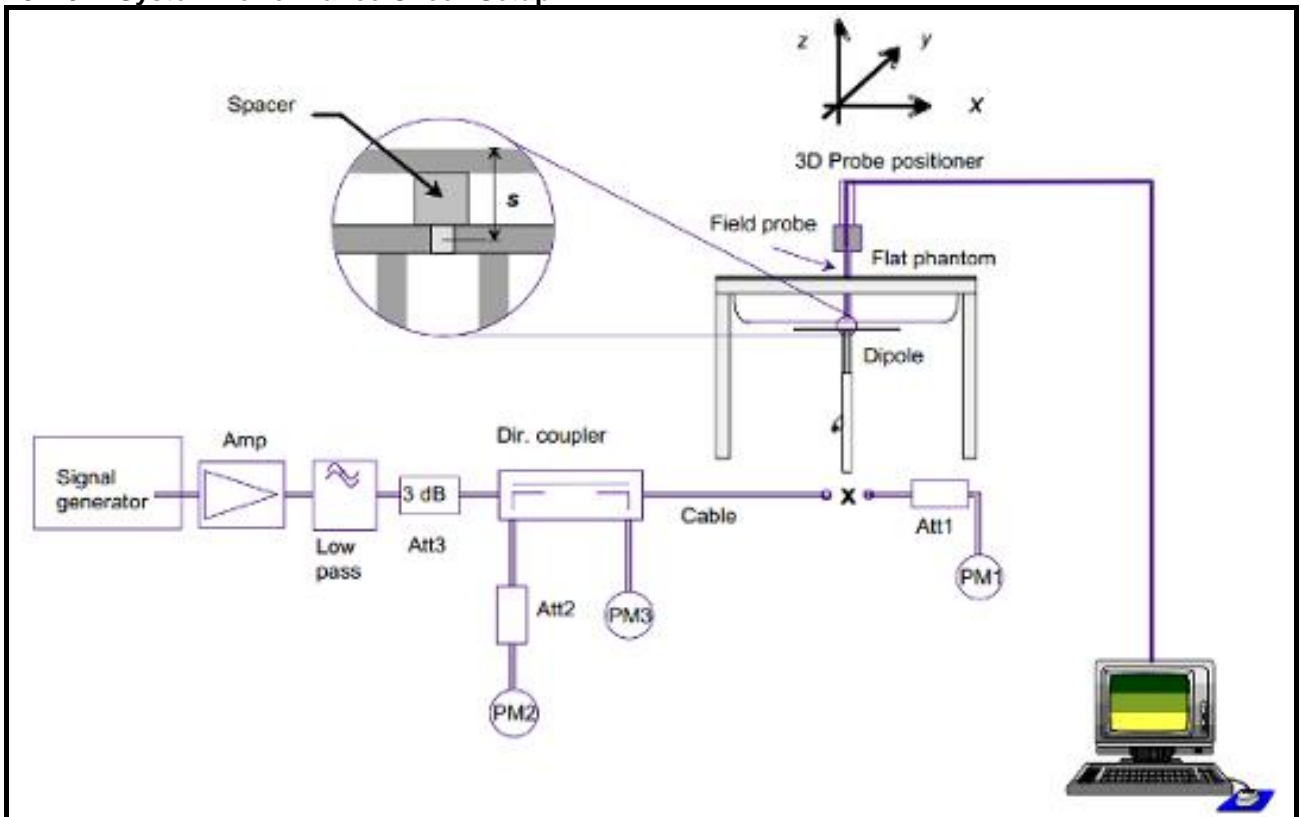 z
y
x
Spacer
s
3D Probe positioner
Field probe
Flat phantom
Dipole
Signal
generator
Amp
Low
pass
3 dB
Att3
Dir. coupler
Cable
X
Att1
PM1
Att2
PM3
PM2